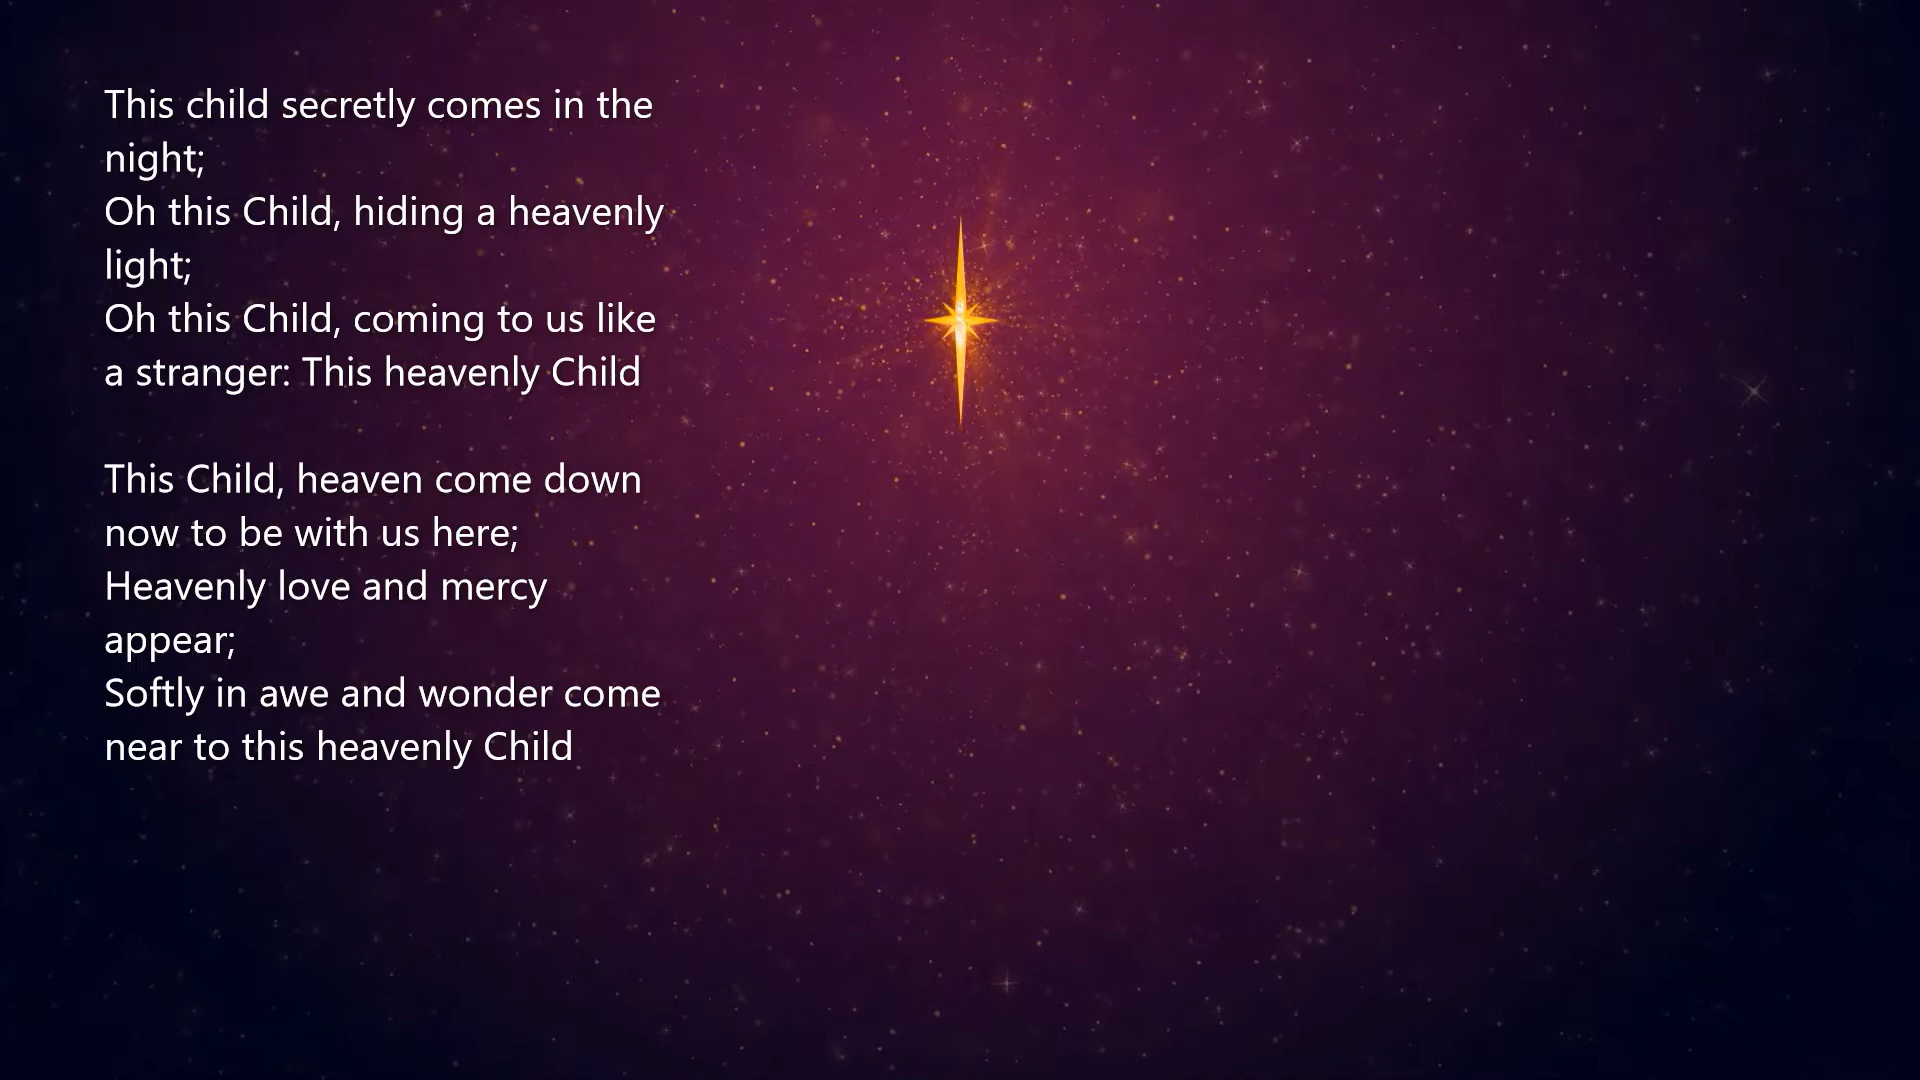 This child secretly comes in the
night;
Oh this Child, hiding a heavenly
light;
Oh this Child, coming to us like
a stranger: This heavenly Child
This Child, heaven come down
now to be with us here;
Heavenly love and mercy
appear;
Softly in awe and wonder come
near to this heavenly Child